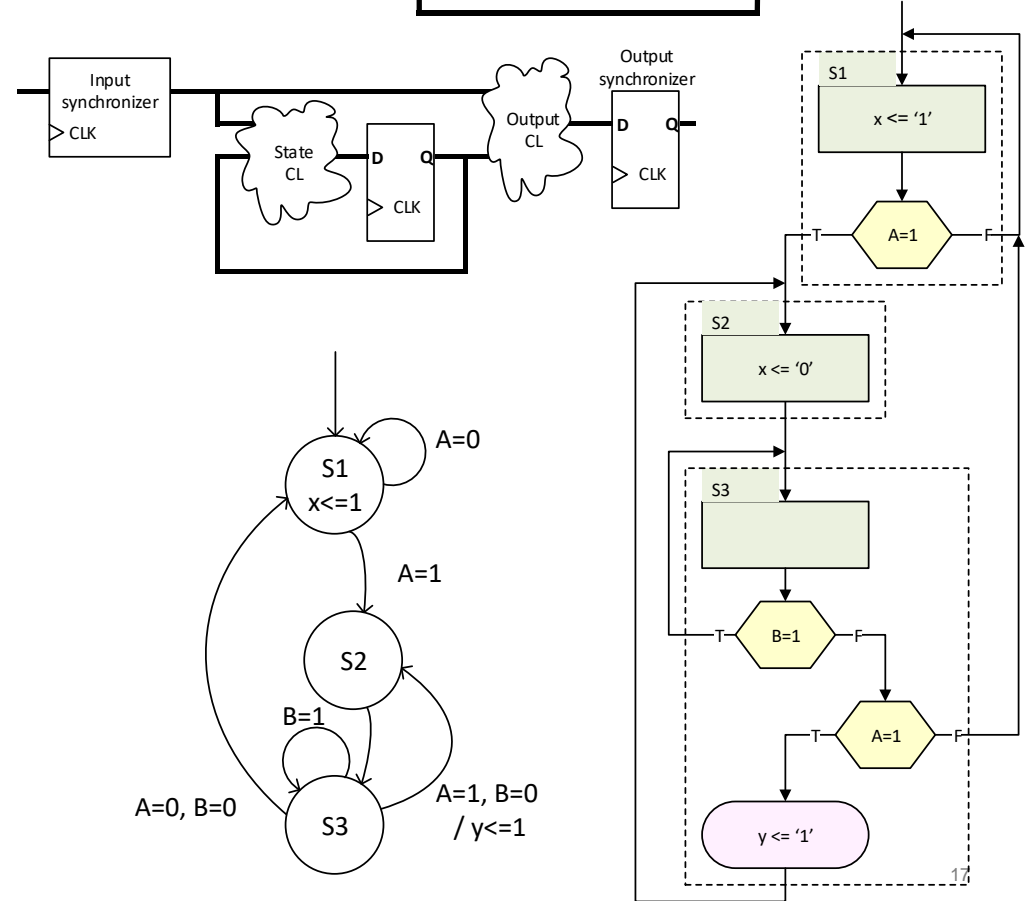 Input
synchronizer
CLK
State
CL
D
Q
CLK
Output
CL
Output
synchronizer
D
Q
CLK
S1
x <= ‘1’
A=1
T
F
S2
x <= ‘0’
S3
B=1
T
F
A=1
T
F
y <= ‘1’
17
S1
x<=1
A=0
A=1
S2
B=1
S3
A=0, B=0
A=1, B=0
/ y<=1